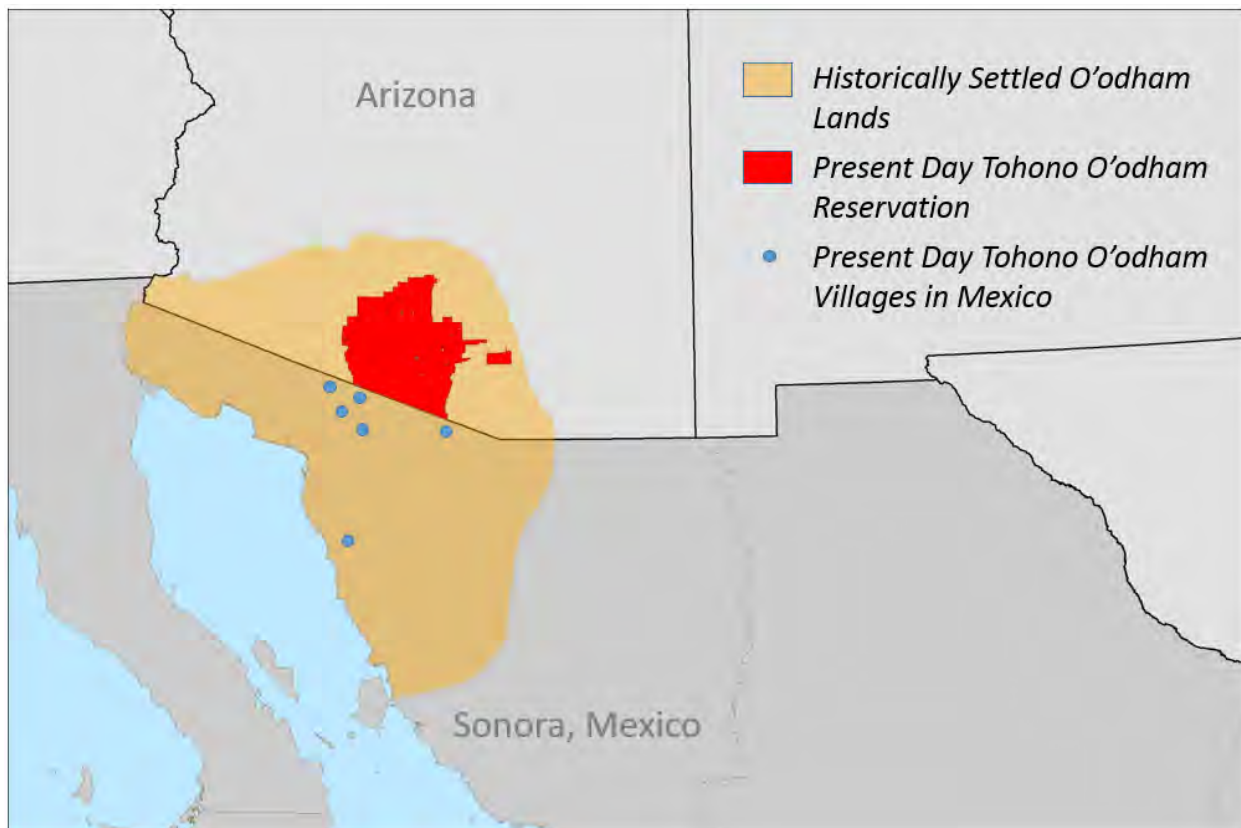 Arizona
Historically Settled O'odham
Lands
Present Day Tohono O'odham
Reservation
Present Day Tohono O'odham
Villages in Mexico
Sonora, Mexico